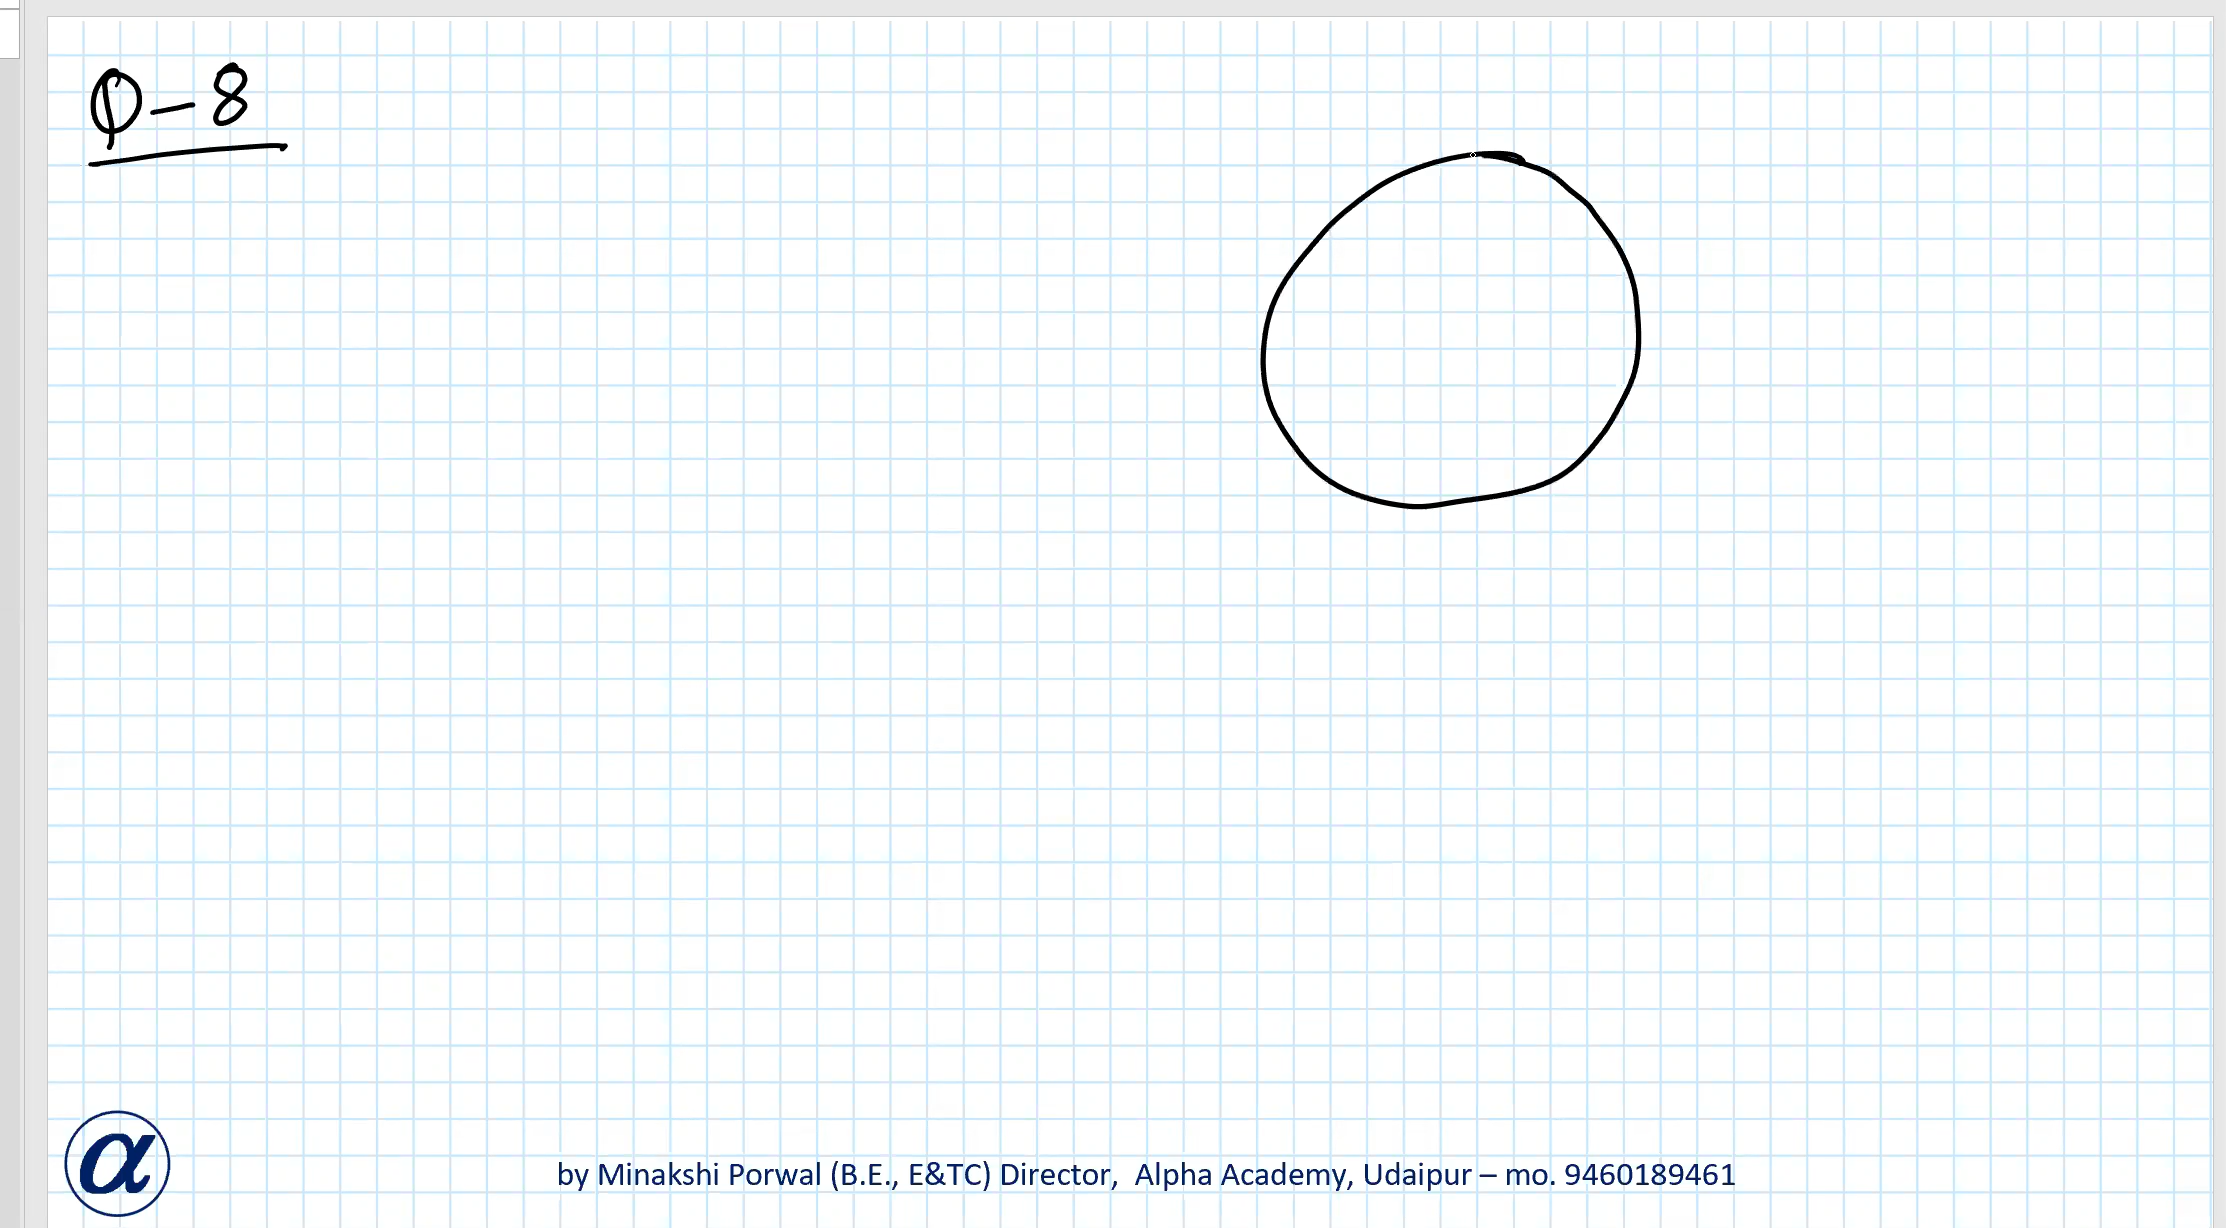 Q-8
α
by Minakshi Porwal (B.E., E&TC) Director, Alpha Academy, Udaipur – mo. 9460189461